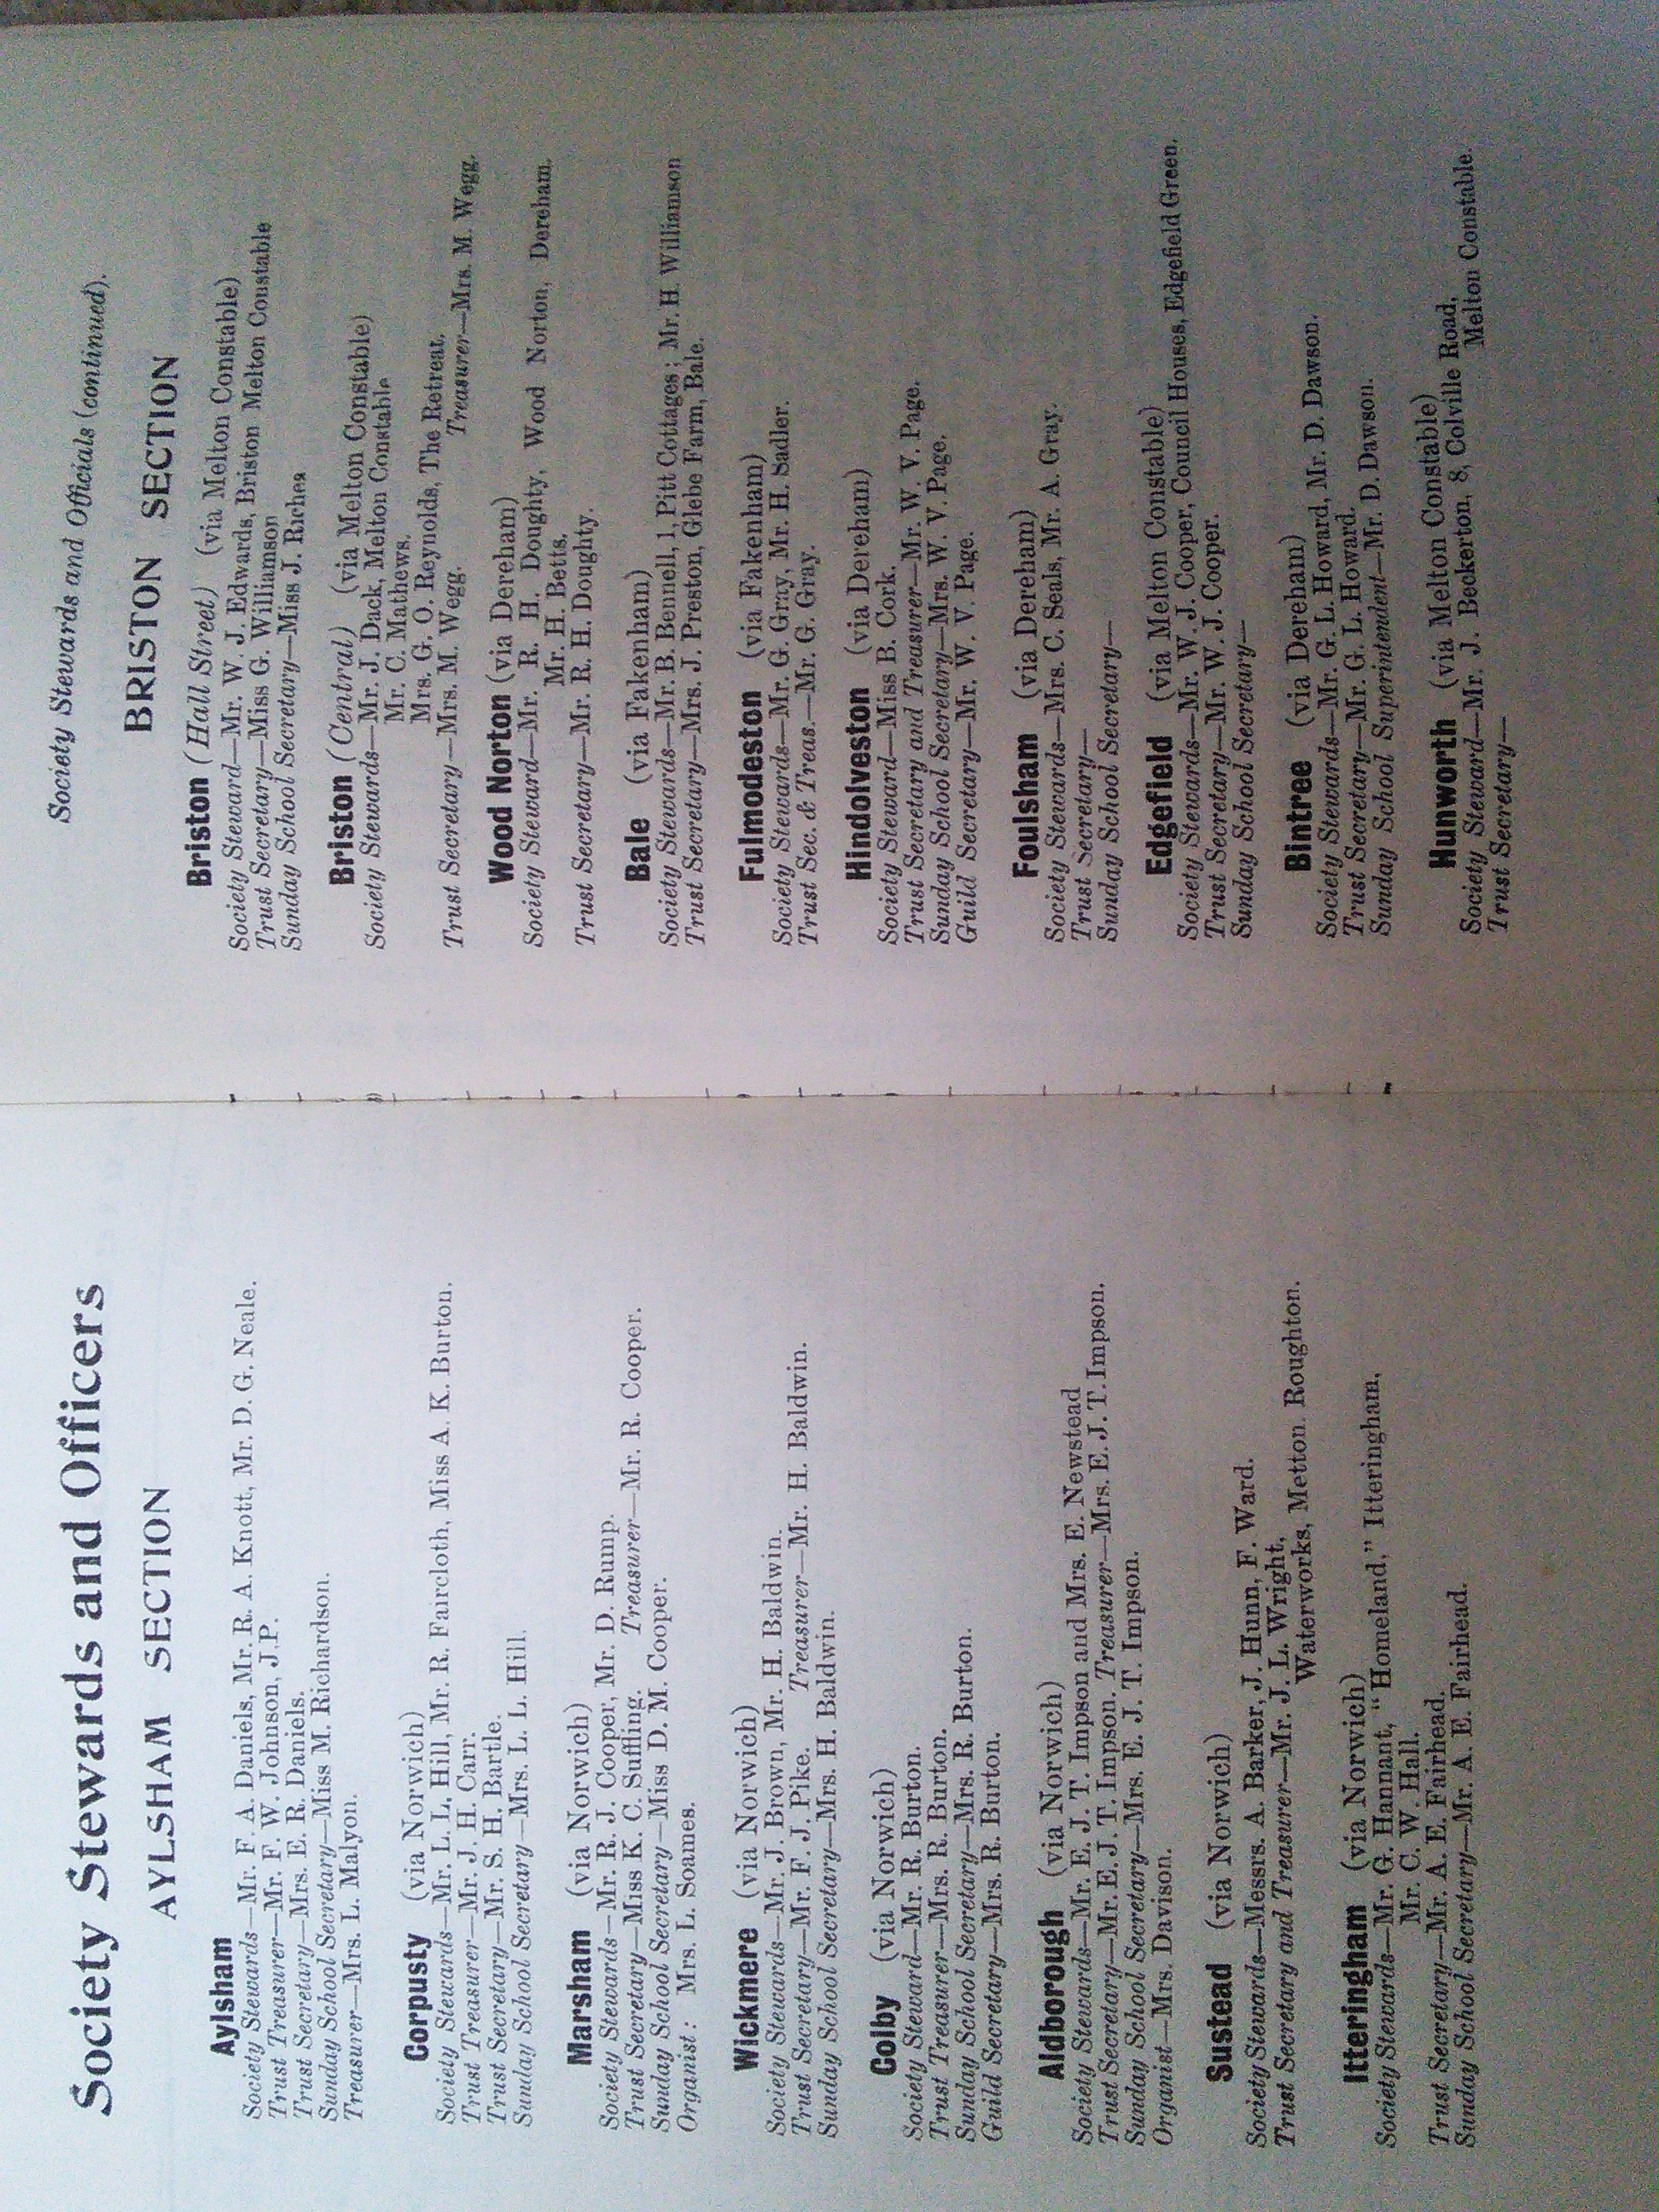 Society Stewards and Officers
AYLSHAM SECTION
Aylsham
Society Stewards—Mr. F. A. Daniels, Mr. R. A. Knott, Mr. D. G. Neale.
Trust Treasurer—Mr. F. W. Johnson, J.P.
Trust Secretary—Mrs. E. R. Daniels.
Sunday School Secretary—Miss M. Richardson.
Treasurer—Mrs. L. Malyon.
Corpusty (via Norwich)
Society Stewards—Mr. L. L. Hill, Mr. R. Faircloth, Miss A. K. Burton.
Trust Treasurer—Mr. J. H. Carr.
Trust Secretary—Mr. S. H. Bartle.
Sunday School Secretary—Mrs. L. L. Hill.
Marsham (via Norwich)
Society Stewards—Mr. R. J. Cooper, Mr. D. Rump.
Trust Secretary—Miss K. C. Suffling. Treasurer—Mr. R. Cooper.
Sunday School Secretary—Miss D. M. Cooper.
Organist: Mrs. L. Soames.
Wickmere (via Norwich)
Society Stewards—Mr. J. Brown, Mr. H. Baldwin.
Trust Secretary—Mr. F. J. Pike. Treasurer—Mr. H. Baldwin.
Sunday School Secretary—Mrs. H. Baldwin.
Colby (via Norwich)
Society Steward—Mr. R. Burton.
Trust Treasurer—Mrs. R. Burton.
Sunday School Secretary—Mrs. R. Burton.
Guild Secretary—Mrs. R. Burton.
Aldborough (via Norwich)
Society Stewards—Mr. E. J. T. Impson and Mrs. E. Newstead
Trust Secretary—Mr. E. J. T. Impson. Treasurer—Mrs. E. J. T. Impson.
Sunday School Secretary—Mrs. E. J. T. Impson.
Organist—Mrs. Davison.
Sustead (via Norwich)
Society Stewards—Messrs. A. Barker, J. Hunn, F. Ward.
Trust Secretary and Treasurer—Mr. J. L. Wright,
Waterworks, Metton. Roughton.
Itteringham (via Norwich)
Society Stewards—Mr. G. Hannant, "Homeland," Itteringham,
Mr. C. W. Hall.
Trust Secretary—Mr. A. E. Fairhead.
Sunday School Secretary—Mr. A. E. Fairhead.
Society Stewards and Officials (continued).
BRISTON SECTION
Briston (Hall Street) (via Melton Constable)
Society Steward—Mr. W. J. Edwards, Briston Melton Constable
Trust Secretary—Miss G. Williamson
Sunday School Secretary—Miss J. Riches
Briston (Central) (via Melton Constable)
Society Stewards—Mr. J. Dack, Melton Constable
Mr. C. Mathews.
Mrs. G. O. Reynolds, The Retreat.
Trust Secretary—Mrs. M. Wegg. Treasurer—Mrs. M. Wegg.
Wood Norton (via Dereham)
Society Steward—Mr. R. H. Doughty, Wood Norton, Dereham.
Mr. H. Betts.
Trust Secretary—Mr. R. H. Doughty.
Bale (via Fakenham)
Society Stewards—Mr. B. Bennell, 1, Pitt Cottages; Mr. H. Williamson
Trust Secretary—Mrs. J. Preston, Glebe Farm, Bale.
Fulmodeston (via Fakenham)
Society Stewards—Mr. G. Gray, Mr. H. Sadler.
Trust Sec. & Treas.—Mr. G. Gray.
Hindolveston (via Dereham)
Society Steward—Miss B. Cork.
Trust Secretary and Treasurer—Mr. W. V. Page.
Sunday School Secretary—Mrs. W. V. Page.
Guild Secretary—Mr. W. V. Page.
Foulsham (via Dereham)
Society Stewards—Mrs. C. Seals, Mr. A. Gray.
Trust Secretary—
Sunday School Secretary—
Edgefield (via Melton Constable)
Society Stewards—Mr. W. J. Cooper, Council Houses, Edgefield Green.
Trust Secretary—Mr. W. J. Cooper.
Sunday School Secretary—
Bintree (via Dereham)
Society Stewards—Mr. G. L. Howard, Mr. D. Dawson.
Trust Secretary—Mr. G. L. Howard.
Sunday School Superintendent—Mr. D. Dawson.
Hunworth (via Melton Constable)
Society Steward—Mr. J. Beckerton, 8, Colville Road,
Melton Constable.
Trust Secretary—